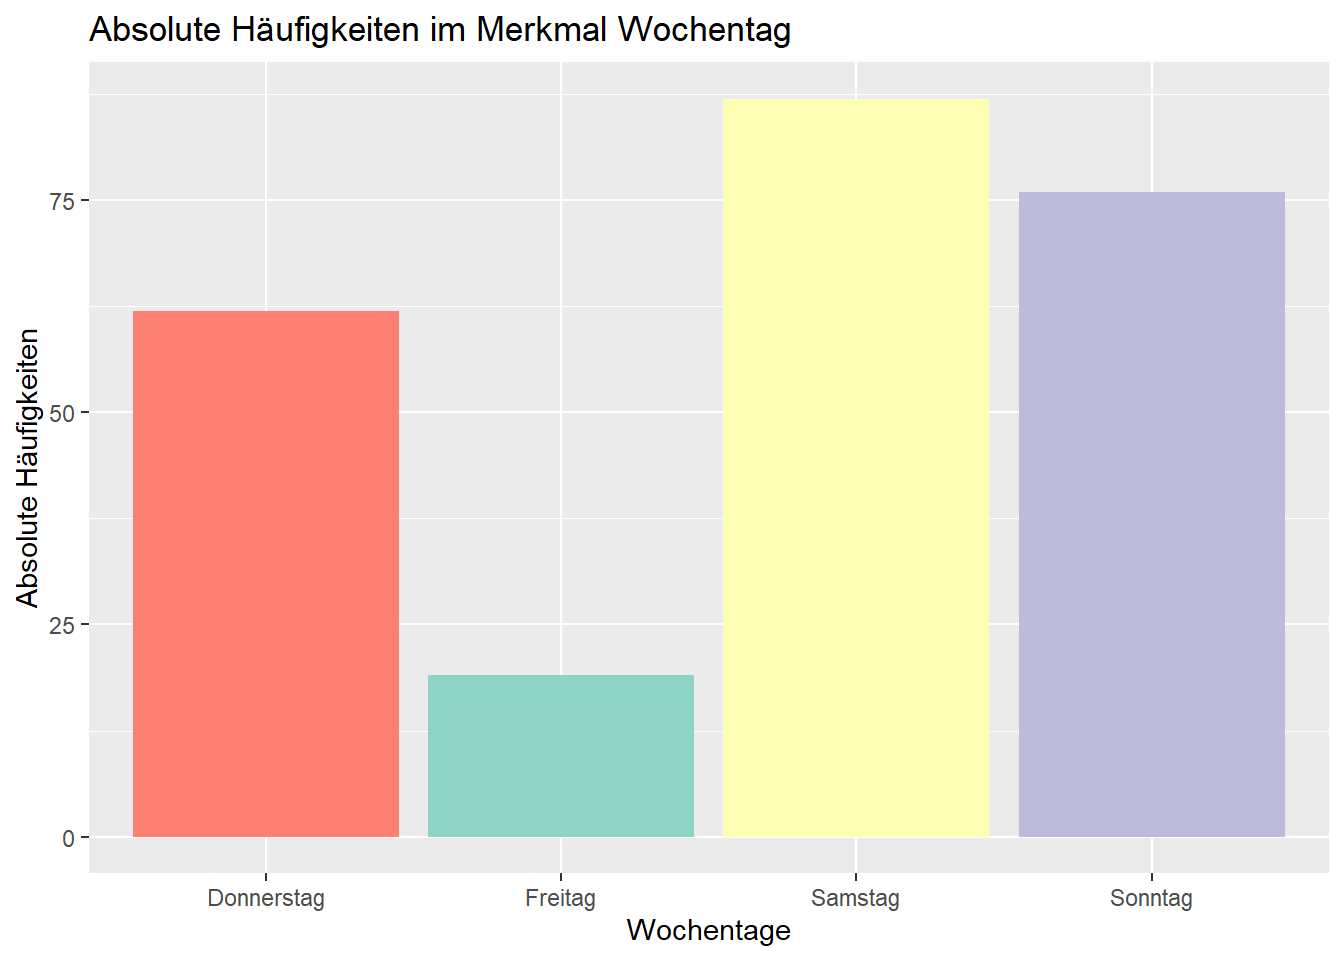 Absolute Häufigkeiten im Merkmal Wochentag
Absolute Häufigkeiten
75
50
25
0
Donnerstag Freitag Samstag Sonntag
Wochentage